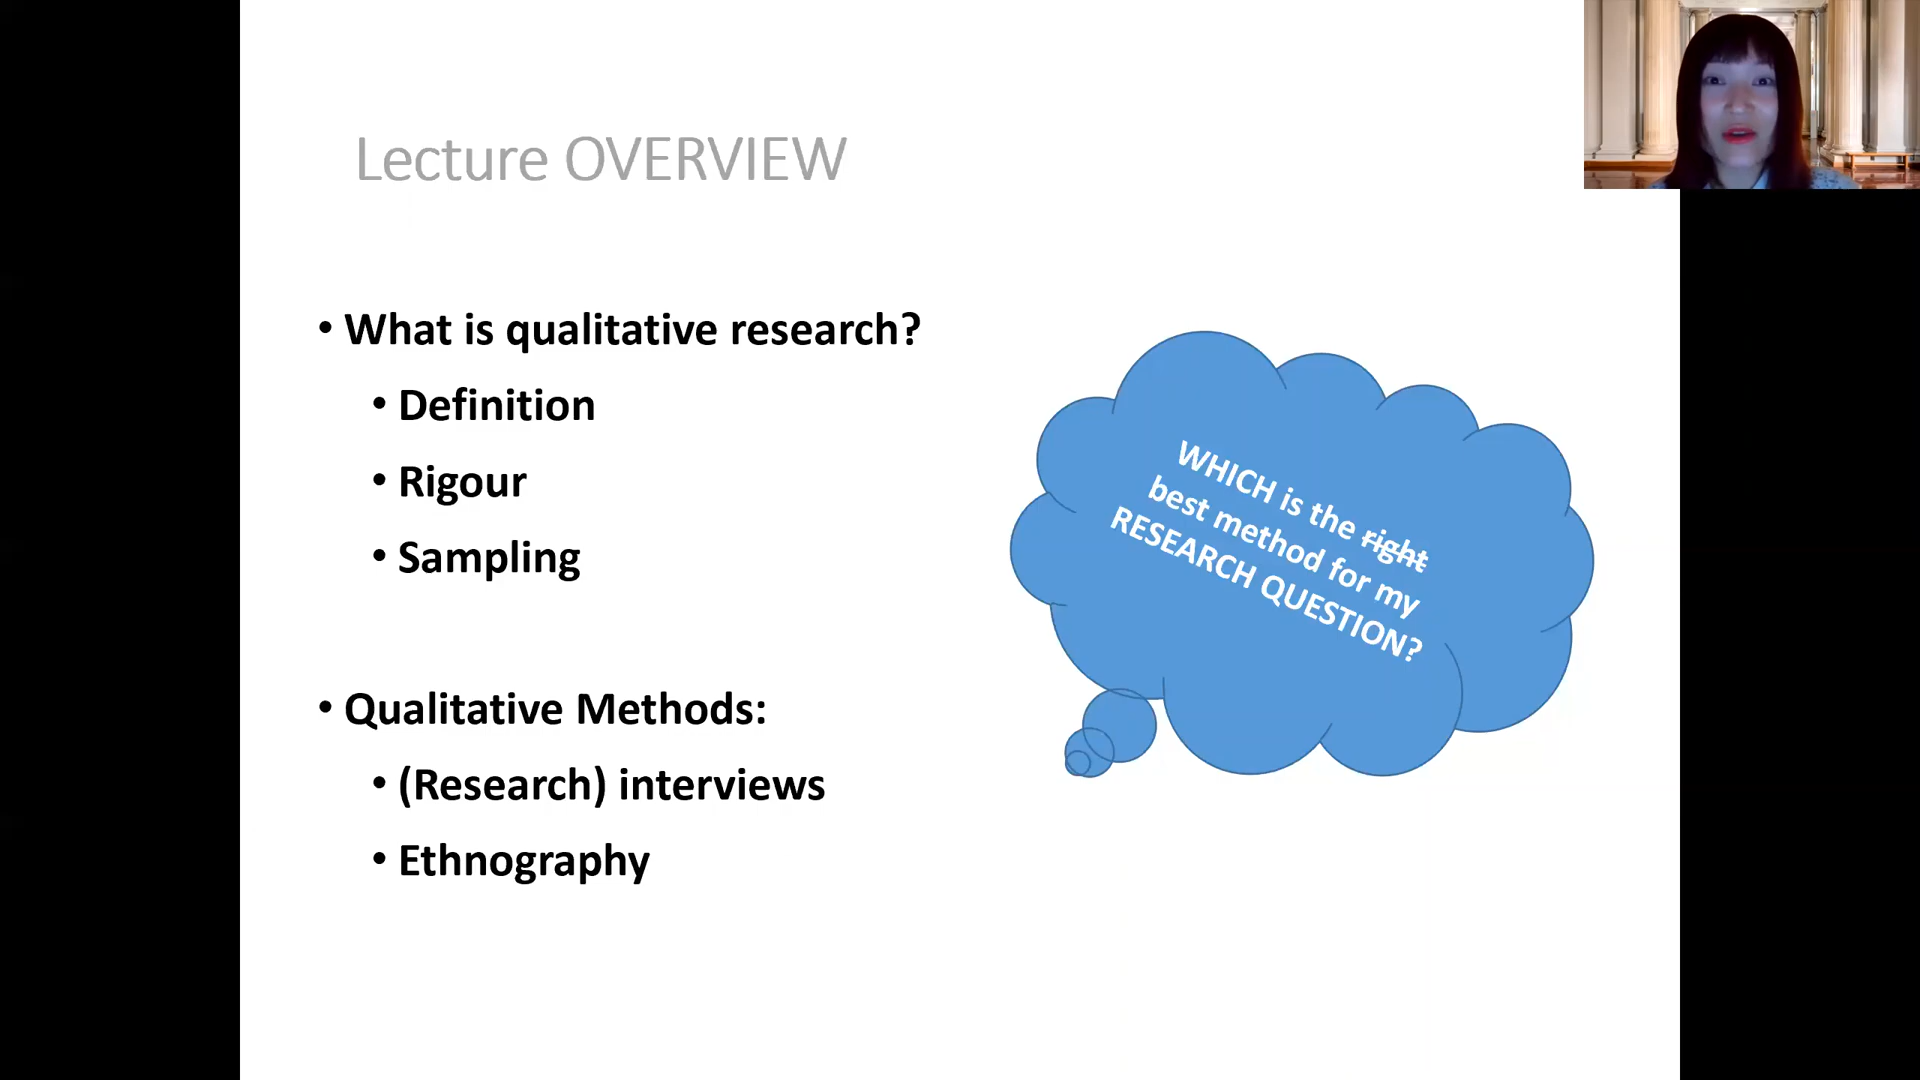 Lecture OVERVIEW
• What is qualitative research?
• Definition
• Rigour
• Sampling
• Qualitative Methods:
• (Research) interviews
• Ethnography
WHICH is the right
best method for my
RESEARCH QUESTION?